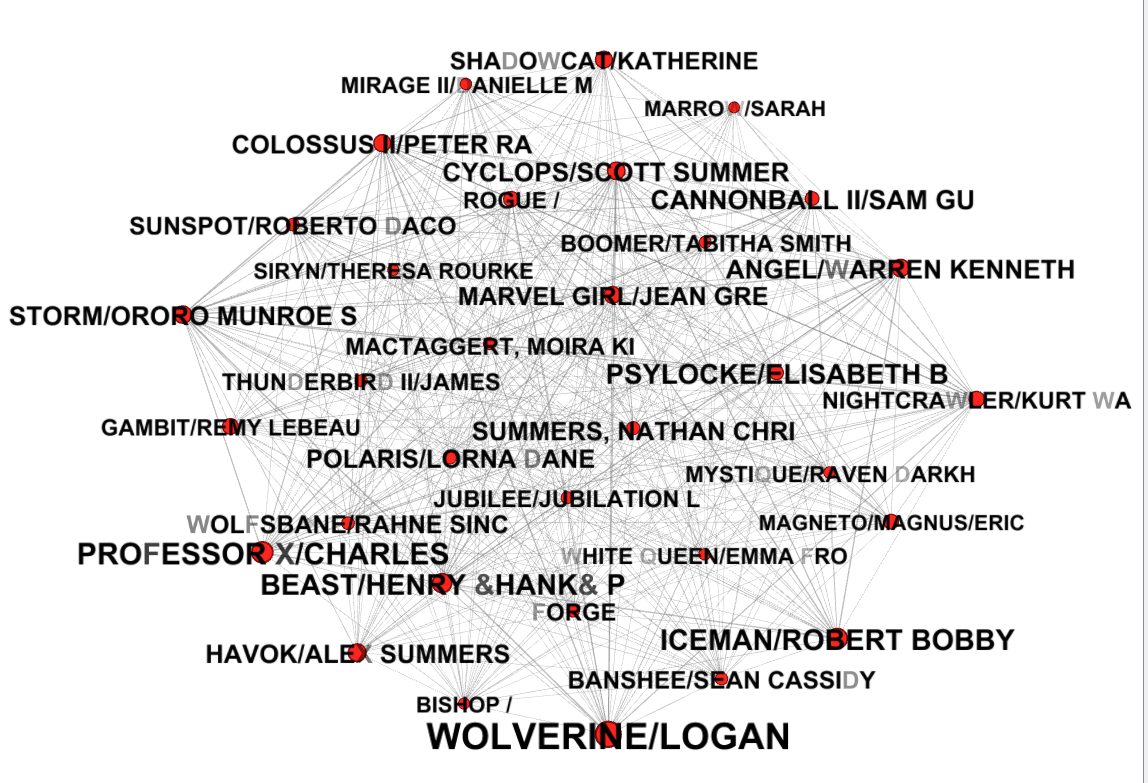 SHADOWCAT/KATHERINE
MIRAGE II/DANIELLE M
MARROW/SARAH
COLOSSUS II/PETER RA
CYCLOPS/SCOTT SUMMER
ROGUE /
CANNONBALL II/SAM GU
SUNSPOT/ROBERTO DACO
BOOMER/TABITHA SMITH
SIRYN/THERESA ROURKE
ANGEL/WARREN KENNETH
MARVEL GIRL/JEAN GRE
STORM/ORORO MUNROE S
MACTAGGERT, MOIRA KI
THUNDERBIRD II/JAMES
PSYLOCKE/ELISABETH B
NIGHTCRAWLER/KURT WA
GAMBIT/REMY LEBEAU
SUMMERS, NATHAN CHRI
POLARIS/LORNA DANE
MYSTIQUE/RAVEN DARKH
JUBILEE/JUBILATION L
WOLFSBANE/RAHNE SINC
MAGNETO/MAGNUS/ERIC
PROFESSOR X/CHARLES
WHITE QUEEN/EMMA FRO
BEAST/HENRY &HANK& P
FORGE
ICEMAN/ROBERT BOBBY
HAVOK/ALEX SUMMERS
BANSHEE/SEAN CASSIDY
BISHOP /
WOLVERINE/LOGAN